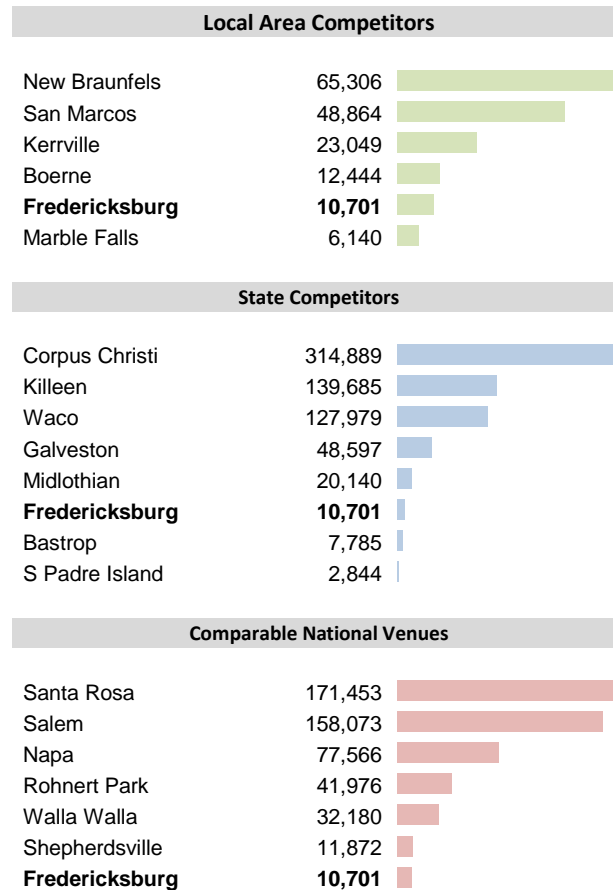 Local Area Competitors
New Braunfels 65,306
San Marcos 48,864
Kerrville 23,049
Boerne 12,444
Fredericksburg 10,701
Marble Falls 6,140
State Competitors
Corpus Christi 314,889
Killeen 139,685
Waco 127,979
Galveston 48,597
Midlothian 20,140
Fredericksburg 10,701
Bastrop 7,785
S Padre Island 2,844
Comparable National Venues
Santa Rosa 171,453
Salem 158,073
Napa 77,566
Rohnert Park 41,976
Walla Walla 32,180
Shepherdsville 11,872
Fredericksburg 10,701